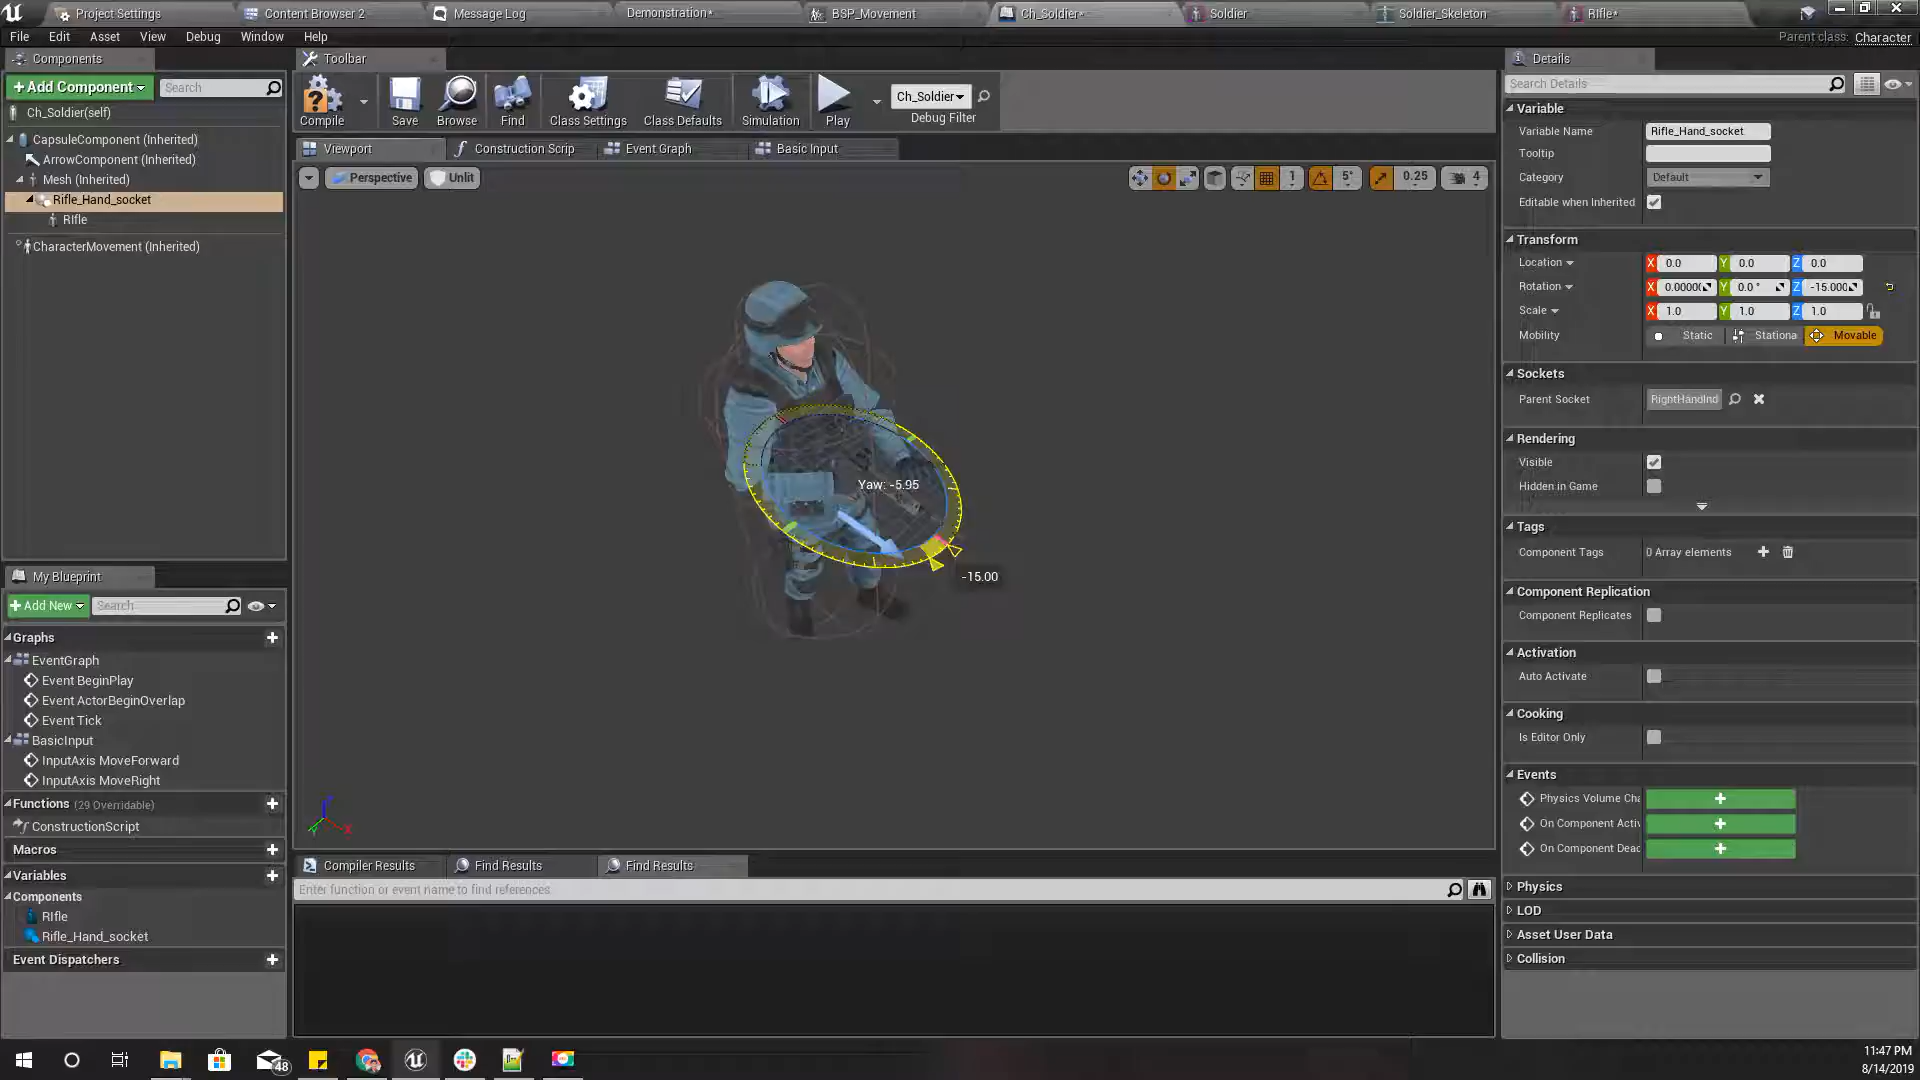 Project Settings
Content Browser 2
Message Log
Demonstration*
BSP_Movement
Ch_Soldier*
Soldier
Soldier_Skeleton
RIfle*
File Edit Asset View Debug Window Help
Parent class: Character
Components
+Add Component
Search
Ch_Soldier(self)
CapsuleComponent (Inherited)
ArrowComponent (Inherited)
Mesh (Inherited)
Rifle_Hand_socket
RIfle
CharacterMovement (Inherited)
My Blueprint
+Add New
Search
Graphs
EventGraph
Event BeginPlay
Event ActorBeginOverlap
Event Tick
BasicInput
InputAxis MoveForward
InputAxis MoveRight
Functions (29 Overridable)
ConstructionScript
Macros
Variables
Components
RIfle
Rifle_Hand_socket
Event Dispatchers
Toolbar
Compile
Save
Browse
Find
Class Settings
Class Defaults
Simulation
Play
Ch_Soldier
Debug Filter
Viewport
Construction Scrip
Event Graph
Basic Input
Perspective
Unlit
1
5°
0.25
4
Yaw: -5.95
-15.00
Z
Y
X
Compiler Results
Find Results
Find Results
Enter function or event name to find references
Details
Search Details
Variable
Variable Name Rifle_Hand_socket
Tooltip
Category Default
Editable when Inherited
Transform
Location X 0.0 Y 0.0 Z 0.0
Rotation X 0.0000( Y 0.0 ° Z -15.000
Scale X 1.0 Y 1.0 Z 1.0
Mobility Static Stationa Movable
Sockets
Parent Socket RightHandInd
Rendering
Visible
Hidden in Game
Tags
Component Tags 0 Array elements
Component Replication
Component Replicates
Activation
Auto Activate
Cooking
Is Editor Only
Events
Physics Volume Cha
On Component Activ
On Component Deac
Physics
LOD
Asset User Data
Collision
48
11:47 PM
8/14/2019